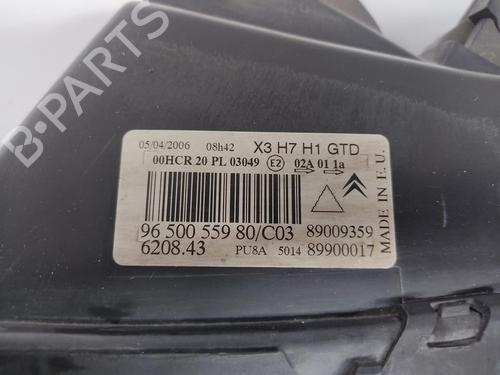 B-PARTS
05/04/2006 08h42 X3 H7 H1 GTD
00HCR 20 PL 03049 E2 02A 01 1a
96 500 559 80/C03 89009359
6208.43 PU8A 5014 89900017
MADE IN E.U.